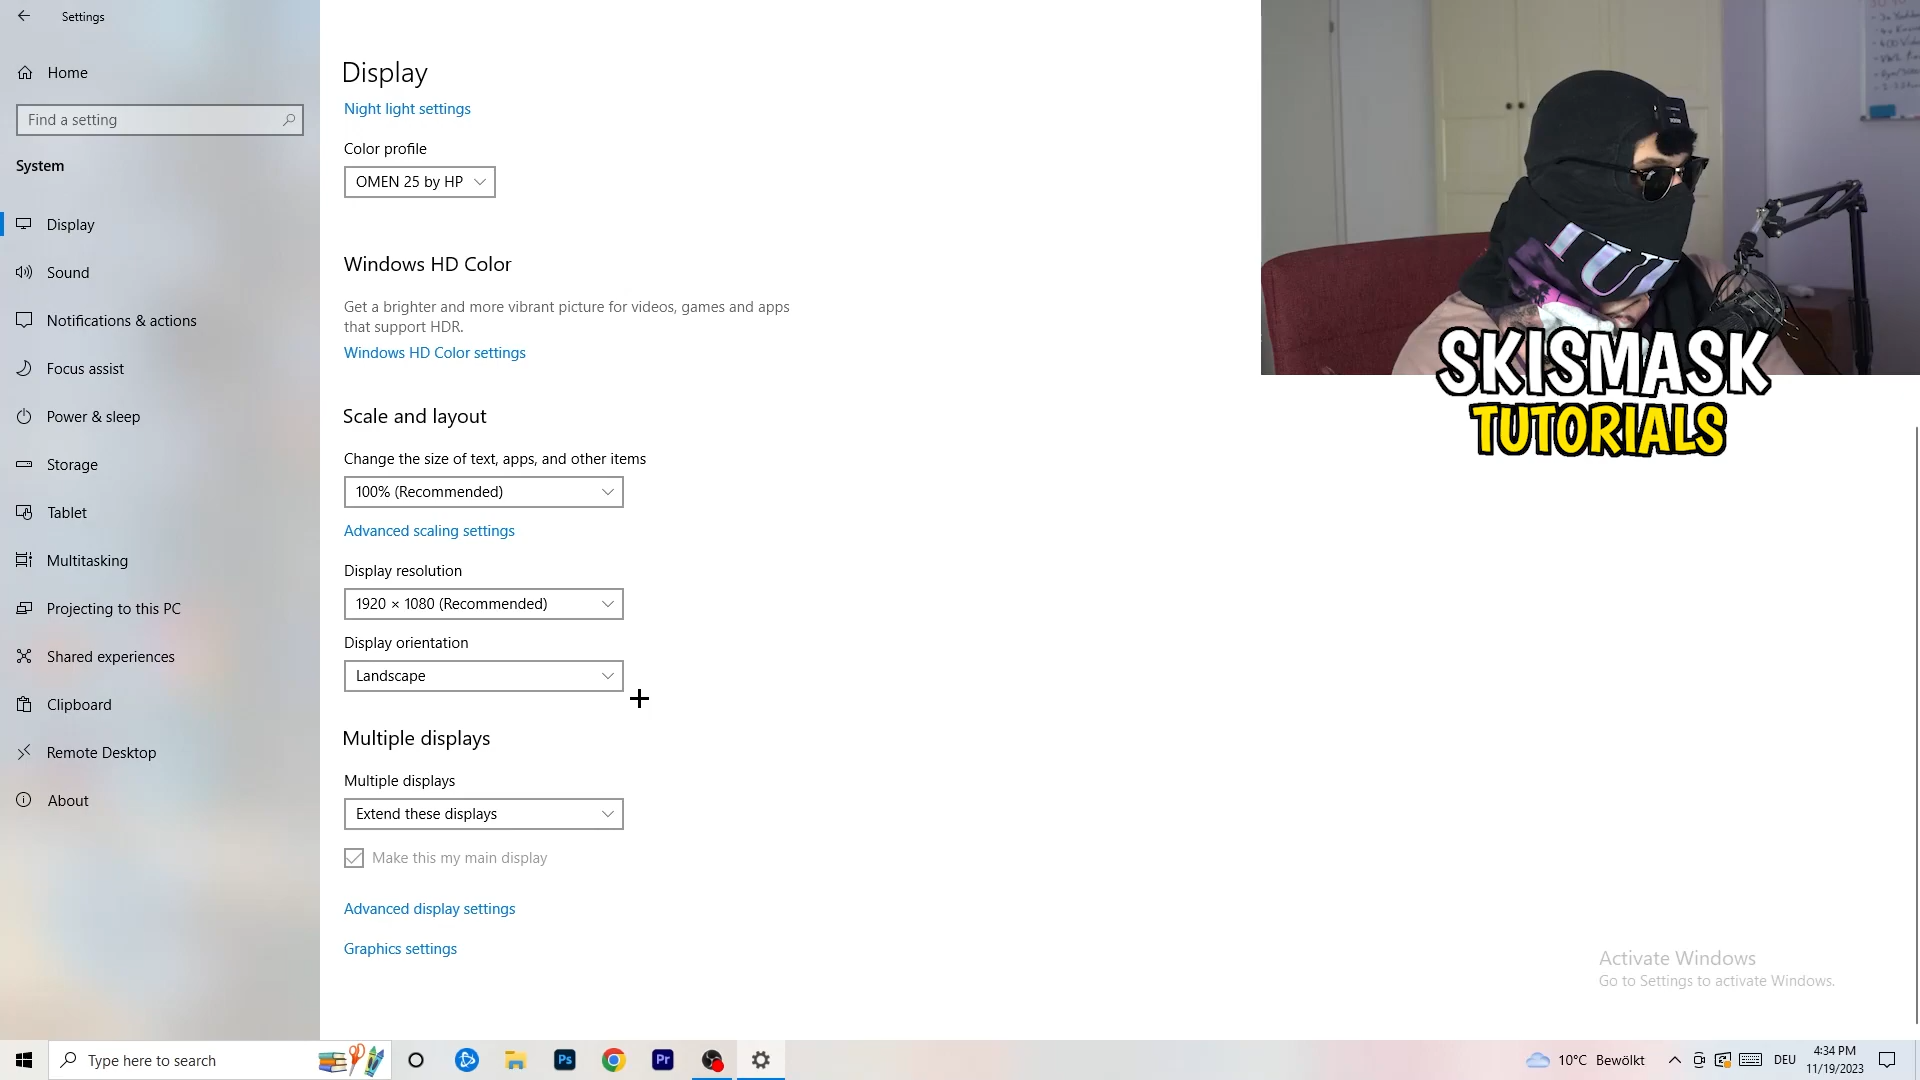 Settings
Home
Find a setting
System
Display
Sound
Notifications & actions
Focus assist
Power & sleep
Storage
Tablet
Multitasking
Projecting to this PC
Shared experiences
Clipboard
Remote Desktop
About
Display
Night light settings
Color profile
OMEN 25 by HP
Windows HD Color
Get a brighter and more vibrant picture for videos, games and apps
that support HDR.
Windows HD Color settings
Scale and layout
Change the size of text, apps, and other items
100% (Recommended)
Advanced scaling settings
Display resolution
1920 × 1080 (Recommended)
Display orientation
Landscape
Multiple displays
Multiple displays
Extend these displays
Make this my main display
Advanced display settings
Graphics settings
SKISMASK
TUTORIALS
Activate Windows
Go to Settings to activate Windows.
Type here to search
Ps
Pr
10°C Bewölkt
DEU
4:34 PM
11/19/2023